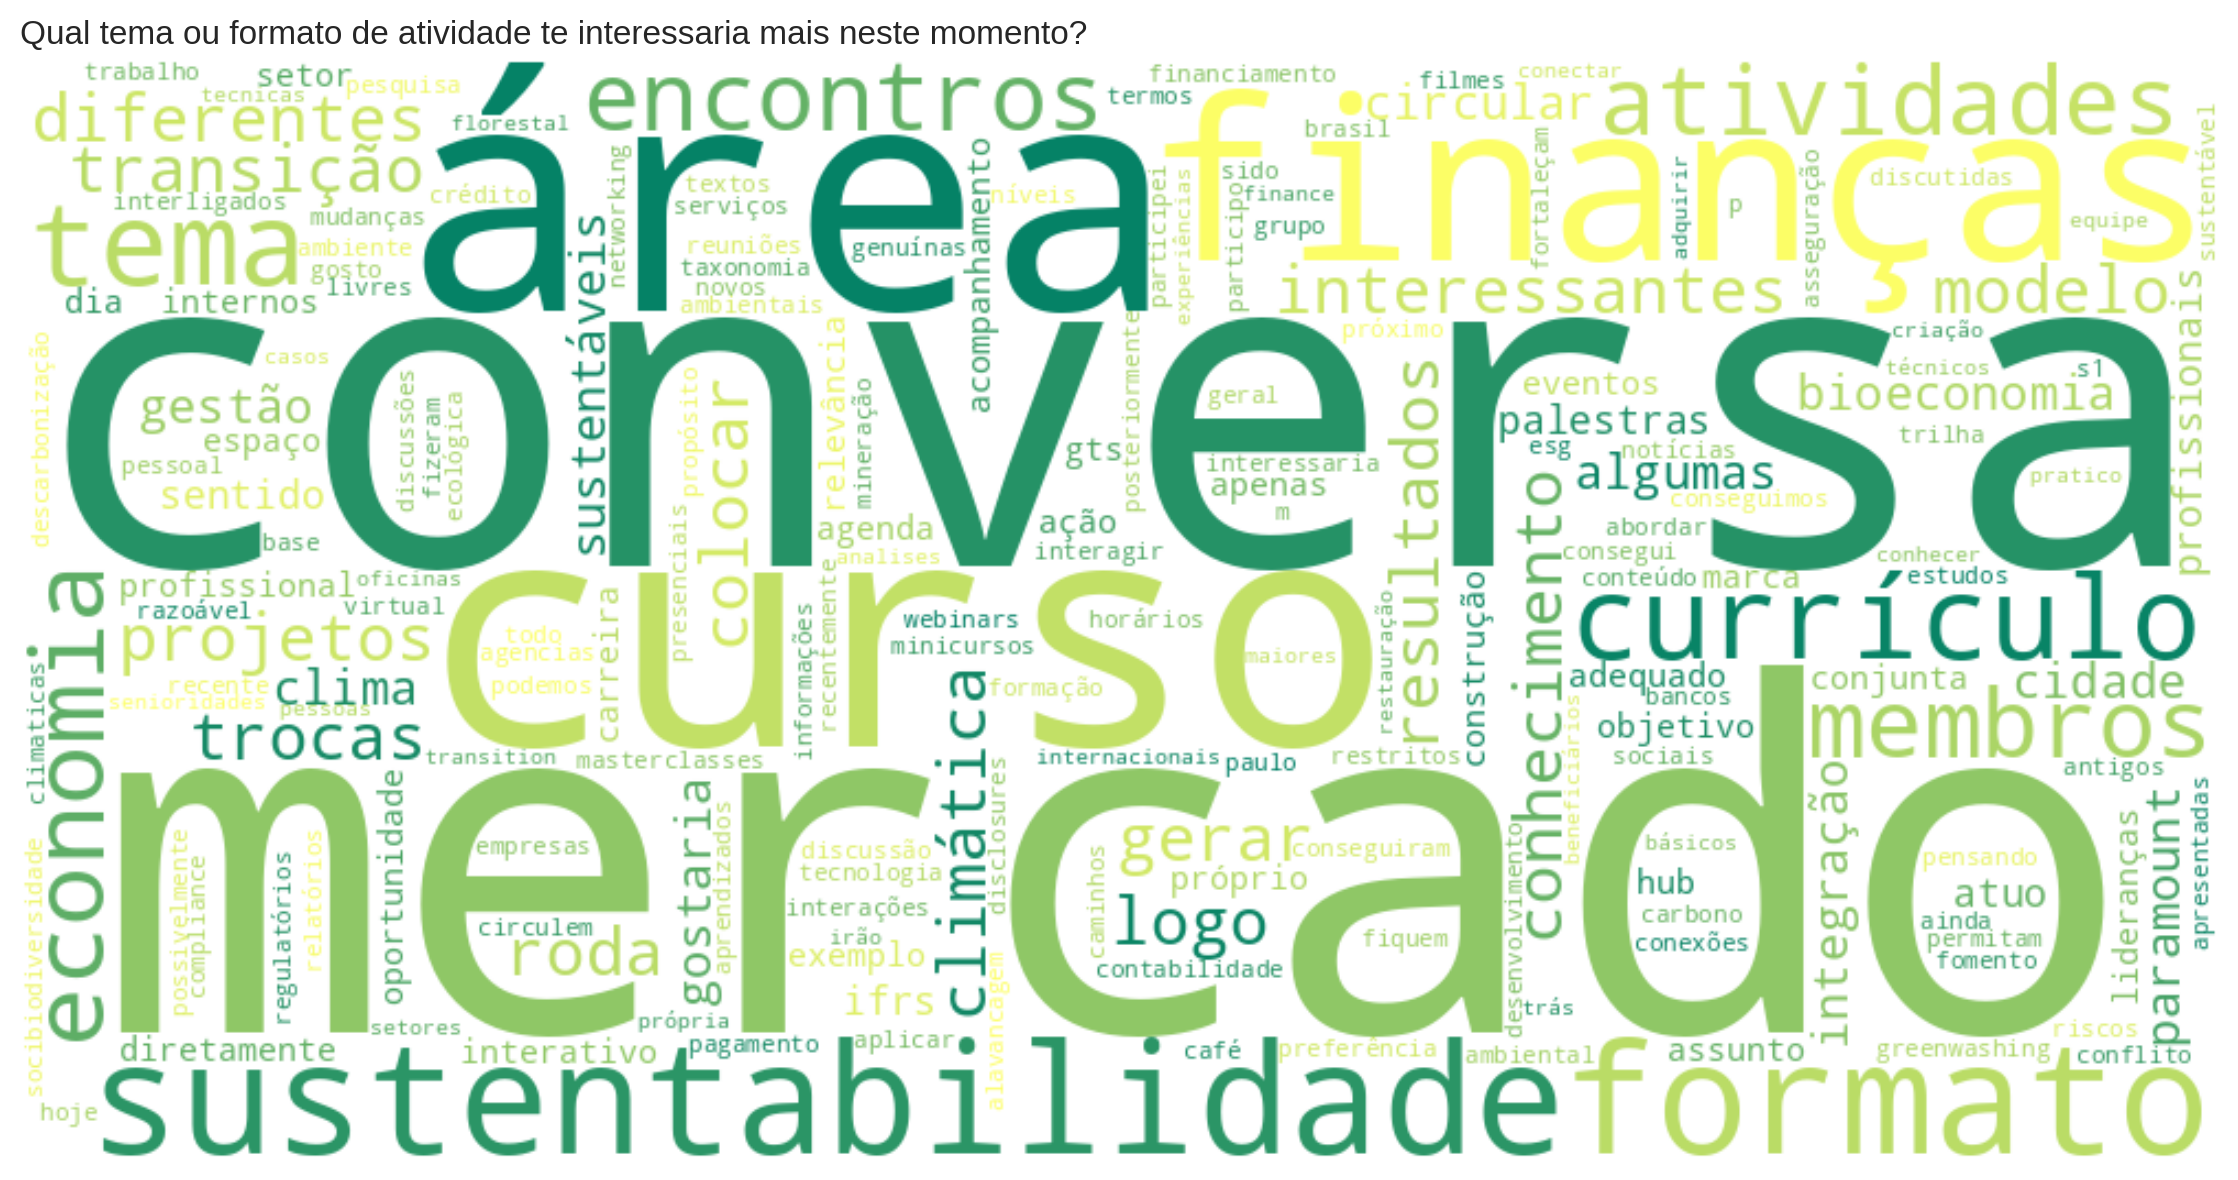 Qual tema ou formato de atividade te interessaria mais neste momento?
trabalho
setor
pesquisa
tecnicas
diferentes
florestal
transição
encontros
termos
financiamento
filmes
conectar
circular
brasil
atividades
sustentável
área
finanças
interligados
mudanças
crédito
tema
ambiente
gosto
livres
dia
internos
networking
textos
serviços
reuniões
taxonomia
novos
ambientais
genuínas
níveis
acompanhamento
participei
experiências
participo
sido
finance
grupo
fortaleçam
adquirir
p
asseguração
discutidas
equipe
interessantes
modelo
sustentáveis
conversa
descarbonização
casos
gestão
espaço
pessoal
sentido
base
discussões
fizeram
ecológica
propósito
colocar
relevância
mineração
gts
posteriormente
próximo
geral
interessaria
apenas
m
resultados
eventos
palestras
esg
notícias
algumas
conseguimos
abordar
consegui
criação
técnicos
s1
bioeconomia
trilha
pratico
profissionais
conhecer
agenda
analises
ação
interagir
conhecimento
economia
profissional
oficinas
razoável
virtual
projetos
curso
todo
agencias
podemos
carreira
presenciais
informações
recentemente
webinars
minicursos
horários
maiores
formação
restauração
construção
conteúdo
marca
estudos
currículo
adequado
bancos
objetivo
sociais
conjunta
cidade
membros
antigos
climaticas
recente
senioridades
pessoas
clima
trocas
transition
masterclasses
climática
internacionais
paulo
restritos
beneficiários
mercado
socibiodiversidade
possivelmente
compliance
regulatórios
relatórios
oportunidade
empresas
circulem
roda
gostaria
aprendizados
discussão
tecnologia
interações
irão
exemplo
ifrs
disclosures
alavancagem
caminhos
gerar
conseguiram
próprio
logo
contabilidade
fiquem
desenvolvimento
trás
básicos
hub
carbono
conexões
integração
pensando
atuo
ainda
permitam
fomento
lideranças
paramount
apresentadas
riscos
setores
própria
diretamente
interativo
pagamento
aplicar
café
preferência
ambiental
assunto
greenwashing
conflito
hoje
sustentabilidade
formato